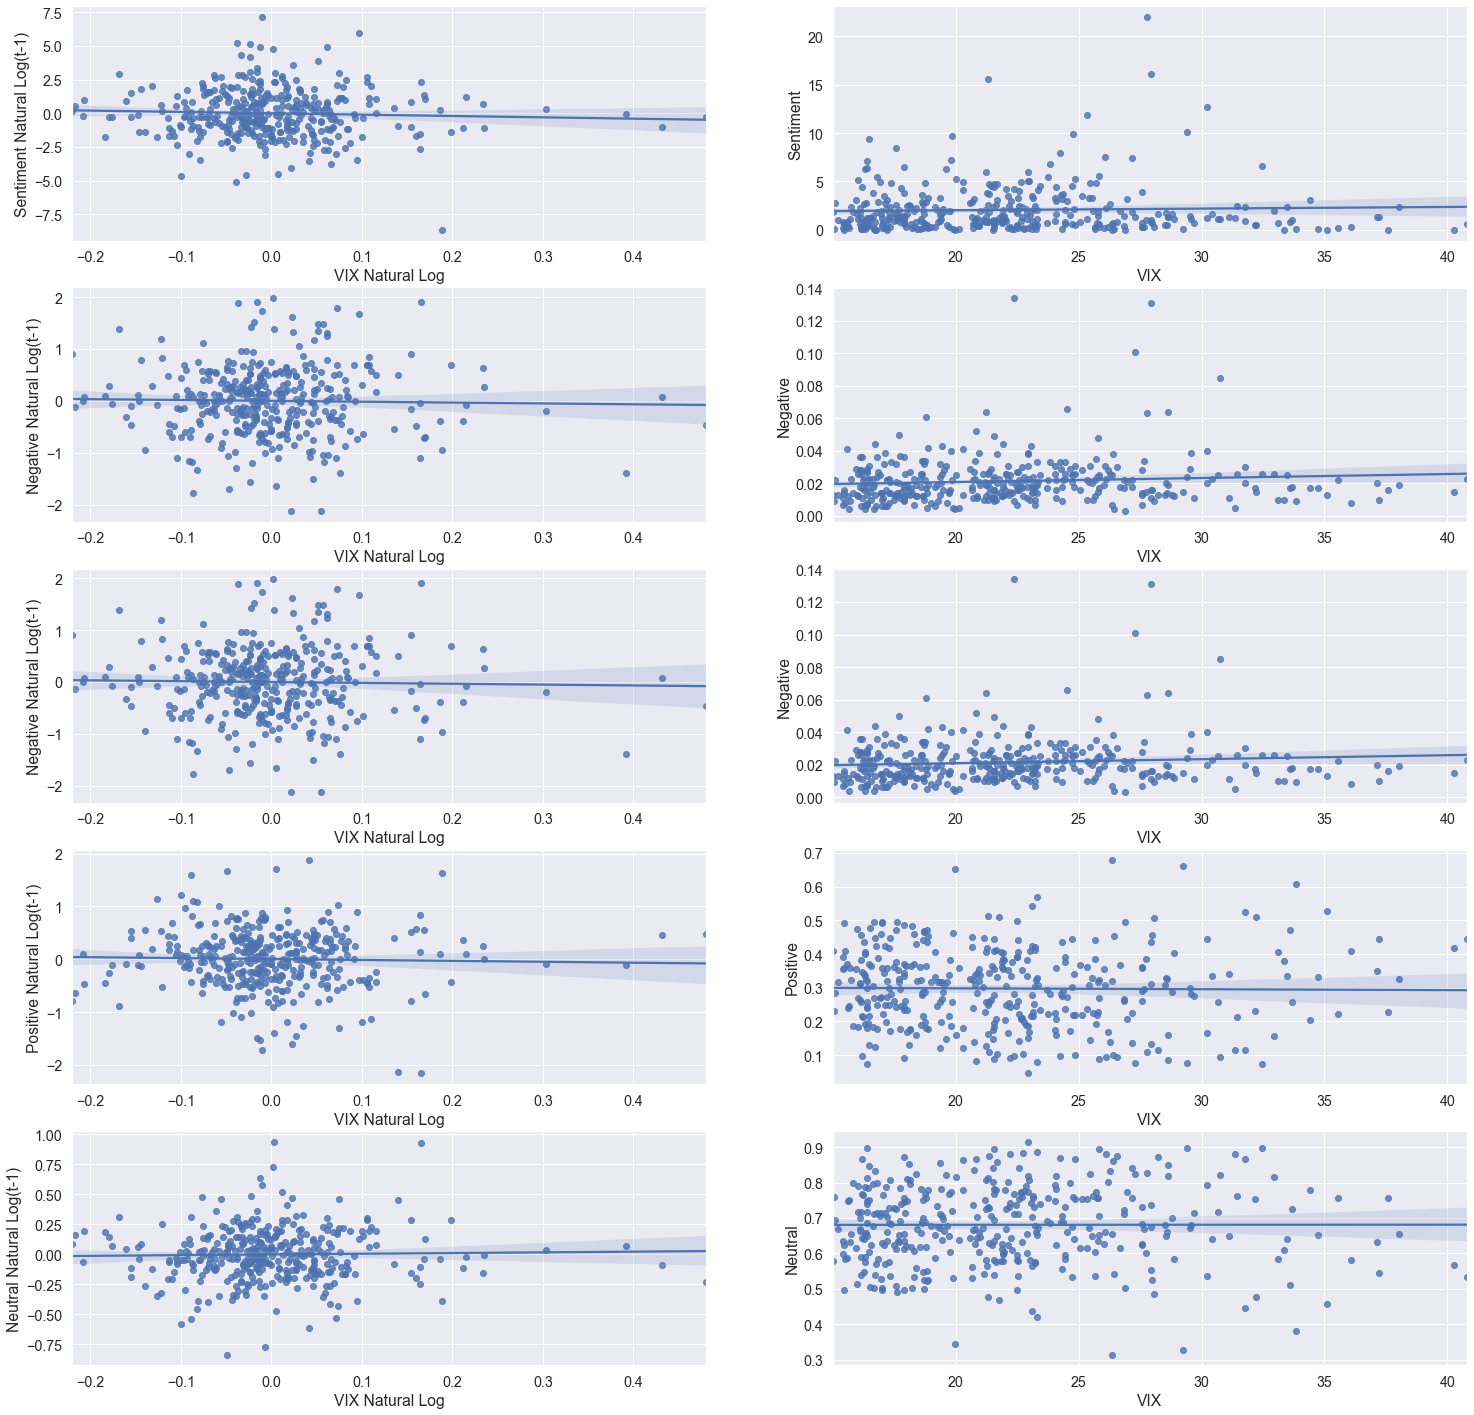 7.5
5.0
2.5
0.0
−2.5
−5.0
−7.5
Sentiment Natural Log(t-1)
−0.2 −0.1 0.0 0.1 0.2 0.3 0.4
VIX Natural Log
20
15
10
5
0
Sentiment
20 25 30 35 40
VIX
2
1
0
−1
−2
Negative Natural Log(t-1)
−0.2 −0.1 0.0 0.1 0.2 0.3 0.4
VIX Natural Log
0.14
0.12
0.10
0.08
0.06
0.04
0.02
0.00
Negative
20 25 30 35 40
VIX
2
1
0
−1
−2
Negative Natural Log(t-1)
−0.2 −0.1 0.0 0.1 0.2 0.3 0.4
VIX Natural Log
0.14
0.12
0.10
0.08
0.06
0.04
0.02
0.00
Negative
20 25 30 35 40
VIX
2
1
0
−1
−2
Positive Natural Log(t-1)
−0.2 −0.1 0.0 0.1 0.2 0.3 0.4
VIX Natural Log
0.7
0.6
0.5
0.4
0.3
0.2
0.1
Positive
20 25 30 35 40
VIX
1.00
0.75
0.50
0.25
0.00
−0.25
−0.50
−0.75
Neutral Natural Log(t-1)
−0.2 −0.1 0.0 0.1 0.2 0.3 0.4
VIX Natural Log
0.9
0.8
0.7
0.6
0.5
0.4
0.3
Neutral
20 25 30 35 40
VIX